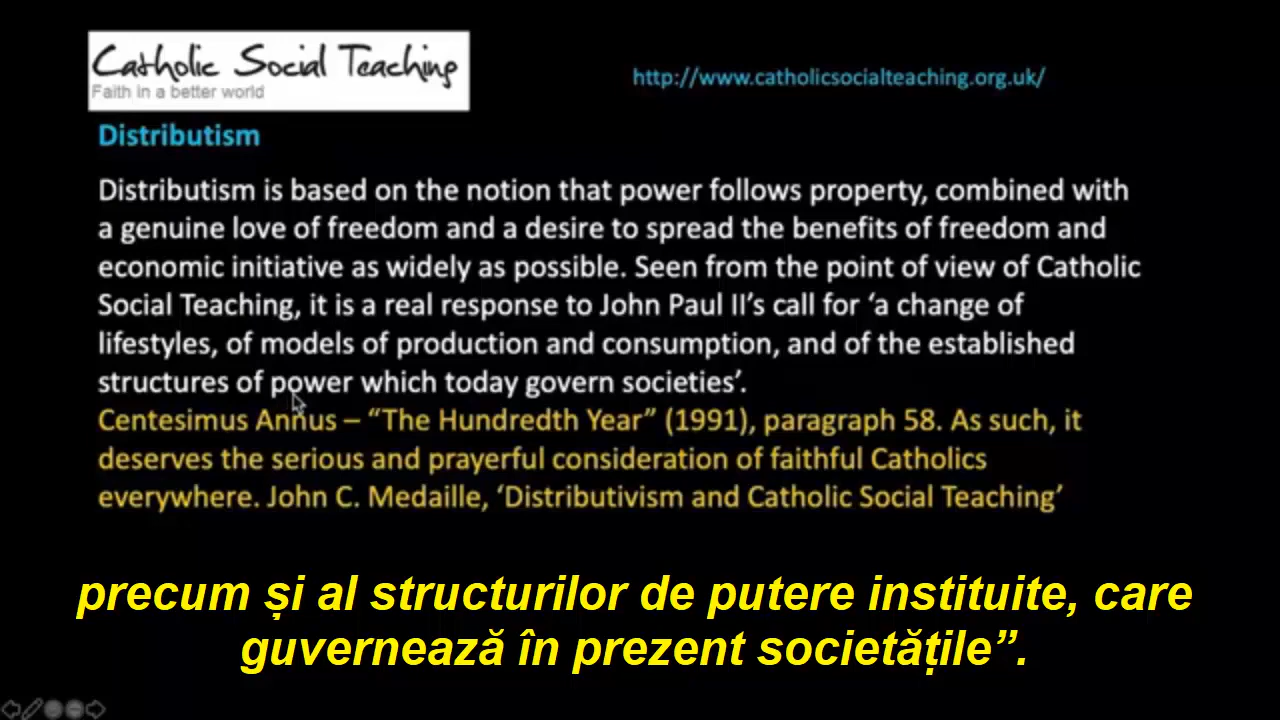 Catholic Social Teaching
Faith in a better world
http://www.catholicsocialteaching.org.uk/
Distributism
Distributism is based on the notion that power follows property, combined with
a genuine love of freedom and a desire to spread the benefits of freedom and
economic initiative as widely as possible. Seen from the point of view of Catholic
Social Teaching, it is a real response to John Paul II’s call for ‘a change of
lifestyles, of models of production and consumption, and of the established
structures of power which today govern societies’.
Centesimus Annus – “The Hundredth Year” (1991), paragraph 58. As such, it
deserves the serious and prayerful consideration of faithful Catholics
everywhere. John C. Medaille, ‘Distributivism and Catholic Social Teaching’
precum și al structurilor de putere instituite, care
guvernează în prezent societățile”.